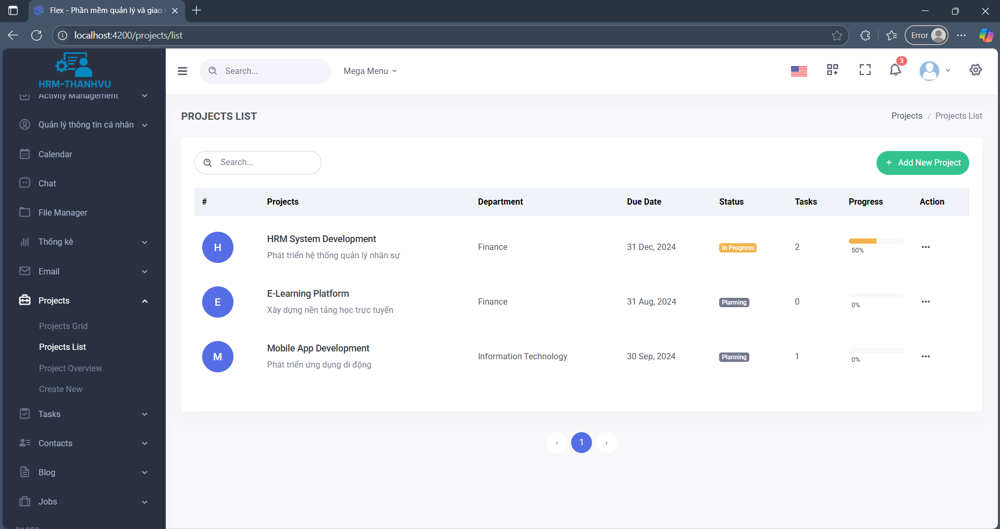 Flex - Phần mềm quản lý và giao
localhost:4200/projects/list
Error
HRM-THANHVU
Activity Management
Quản lý thông tin cá nhân
Calendar
Chat
File Manager
Thống kê
Email
Projects
Projects Grid
Projects List
Project Overview
Create New
Tasks
Contacts
Blog
Jobs
Search...
Mega Menu
3
PROJECTS LIST
Projects / Projects List
Search...
+ Add New Project
# Projects Department Due Date Status Tasks Progress Action
H
HRM System Development
Phát triển hệ thống quản lý nhân sự
Finance
31 Dec, 2024
In Progress
2
50%
E
E-Learning Platform
Xây dựng nền tảng học trực tuyến
Finance
31 Aug, 2024
Planning
0
0%
M
Mobile App Development
Phát triển ứng dụng di động
Information Technology
30 Sep, 2024
Planning
1
0%
‹ 1 ›